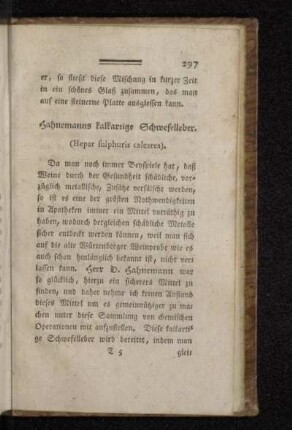 297
er, so fließt diese Mischung in kurzer Zeit
in ein schönes Glaß zusammen, das man
auf eine steinerne Platte ausgiessen kann.
Hahnemanns kalkartige Schwefelleber.
(Hepar sulphuris calcarea).
Da man noch immer Beyspiele hat, daß
Weine durch der Gesundheit schädliche, vor-
züglich metallische, Zusätze versälscht werden,
so ist es eine der grösten Nothwendigkeiten
in Apotheken immer ein Mittel vorräthig zu
haben, wodurch dergleichen schädliche Metalle
sicher entdeckt werden können, weil man sich
auf die alte Würtenberger Weinprobe wie es
auch schon hinlänglich bekannt ist, nicht ver-
lassen kann. Herr D. Hahnemann war
so glücklich, hierzu ein sicherers Mittel zu
finden, und daher nehme ich keinen Anstand
dieses Mittel um es gemeinnütziger zu ma-
chen unter diese Sammlung von chemischen
Operationen mit aufzustellen. Diese kalkarti-
ge Schwefelleber wird bereitet, indem man
T 5 gleit